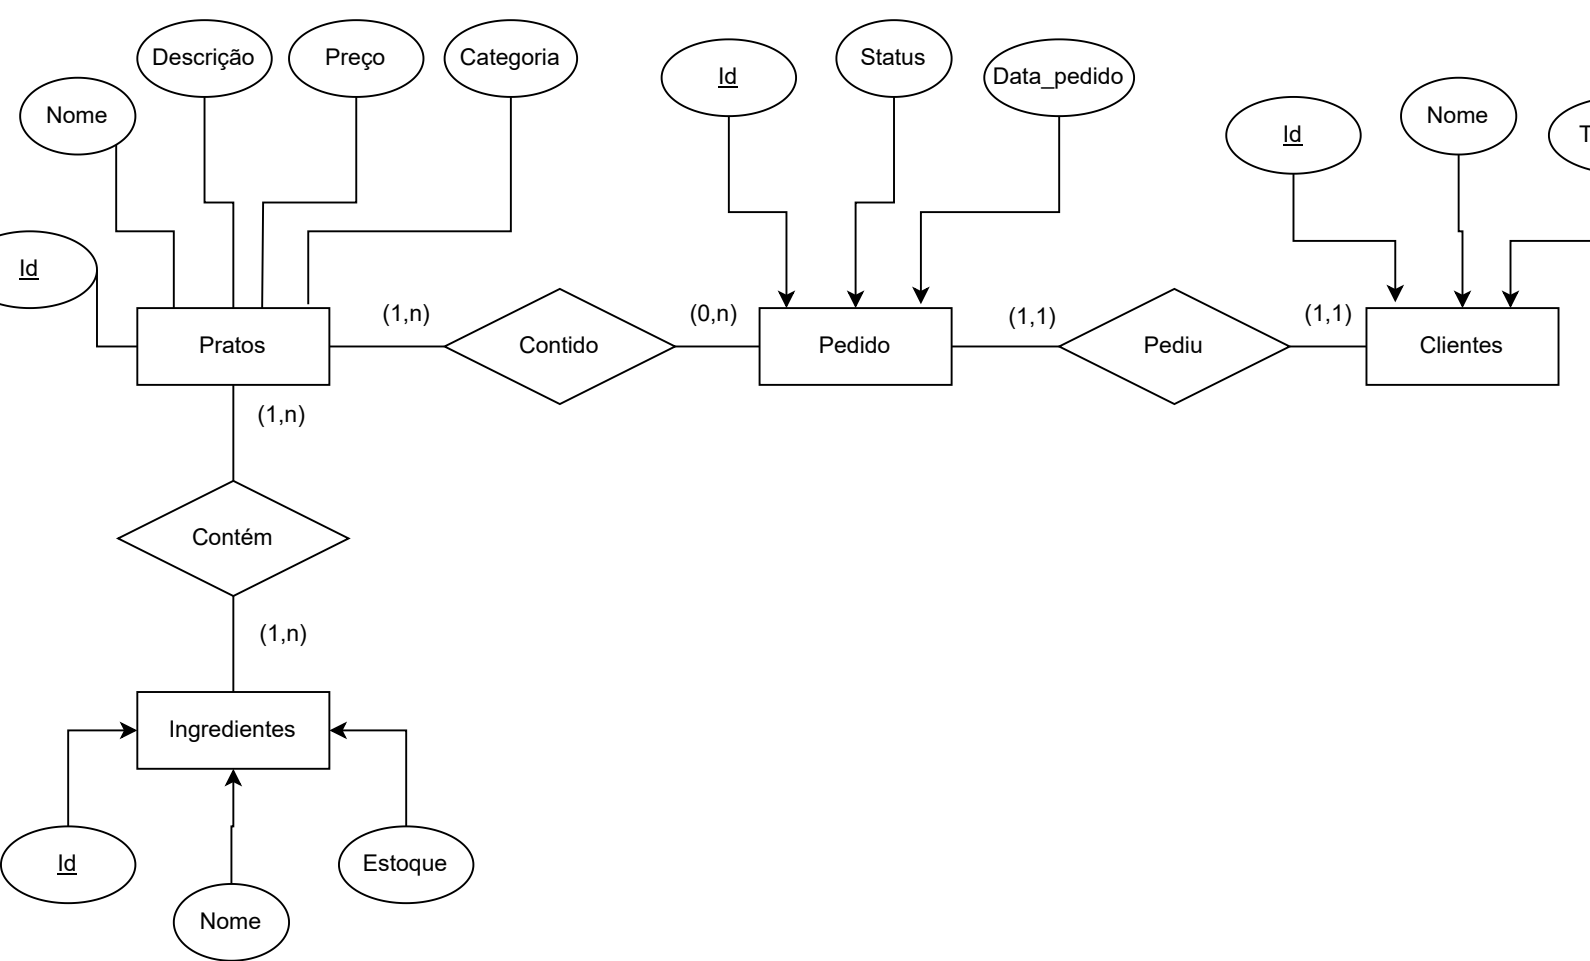 Descrição
Preço
Categoria
Status
Id
Data_pedido
Nome
Nome
Id
Id
(1,n)
(0,n)
(1,1)
(1,1)
Pratos
Contido
Pedido
Pediu
Clientes
(1,n)
Contém
(1,n)
Ingredientes
Id
Estoque
Nome